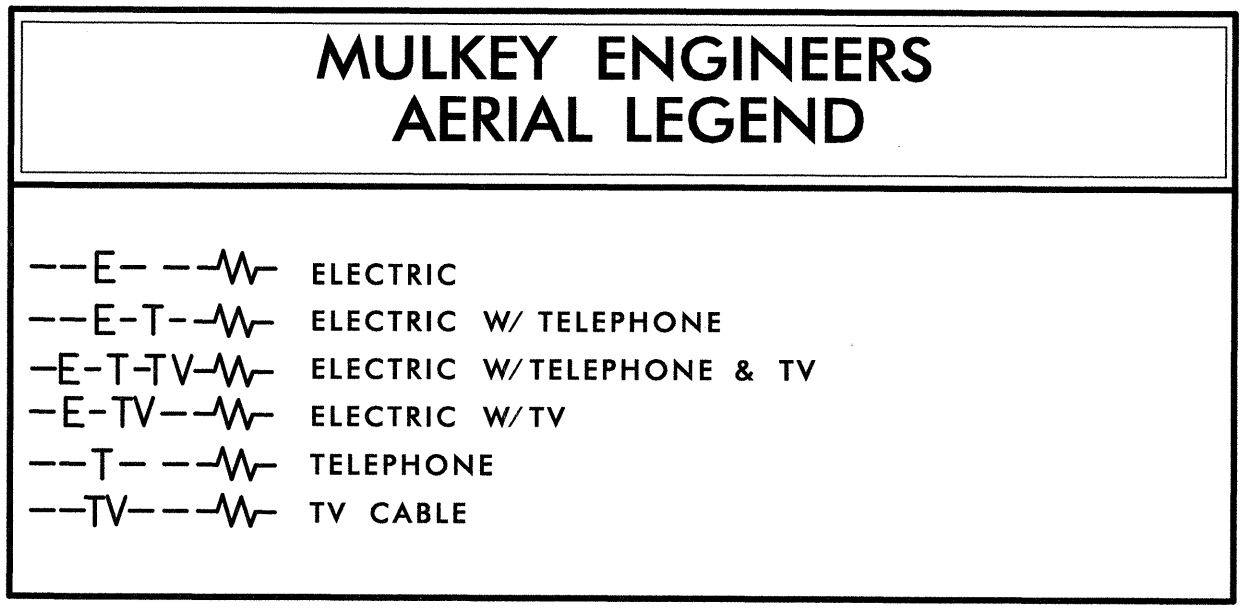 MULKEY ENGINEERS
AERIAL LEGEND
--E- --- ELECTRIC
---E-T-- ELECTRIC W/ TELEPHONE
-E-T-TV- ELECTRIC W/TELEPHONE & TV
-E-TV-- ELECTRIC W/TV
--T- -- TELEPHONE
--TV--- TV CABLE